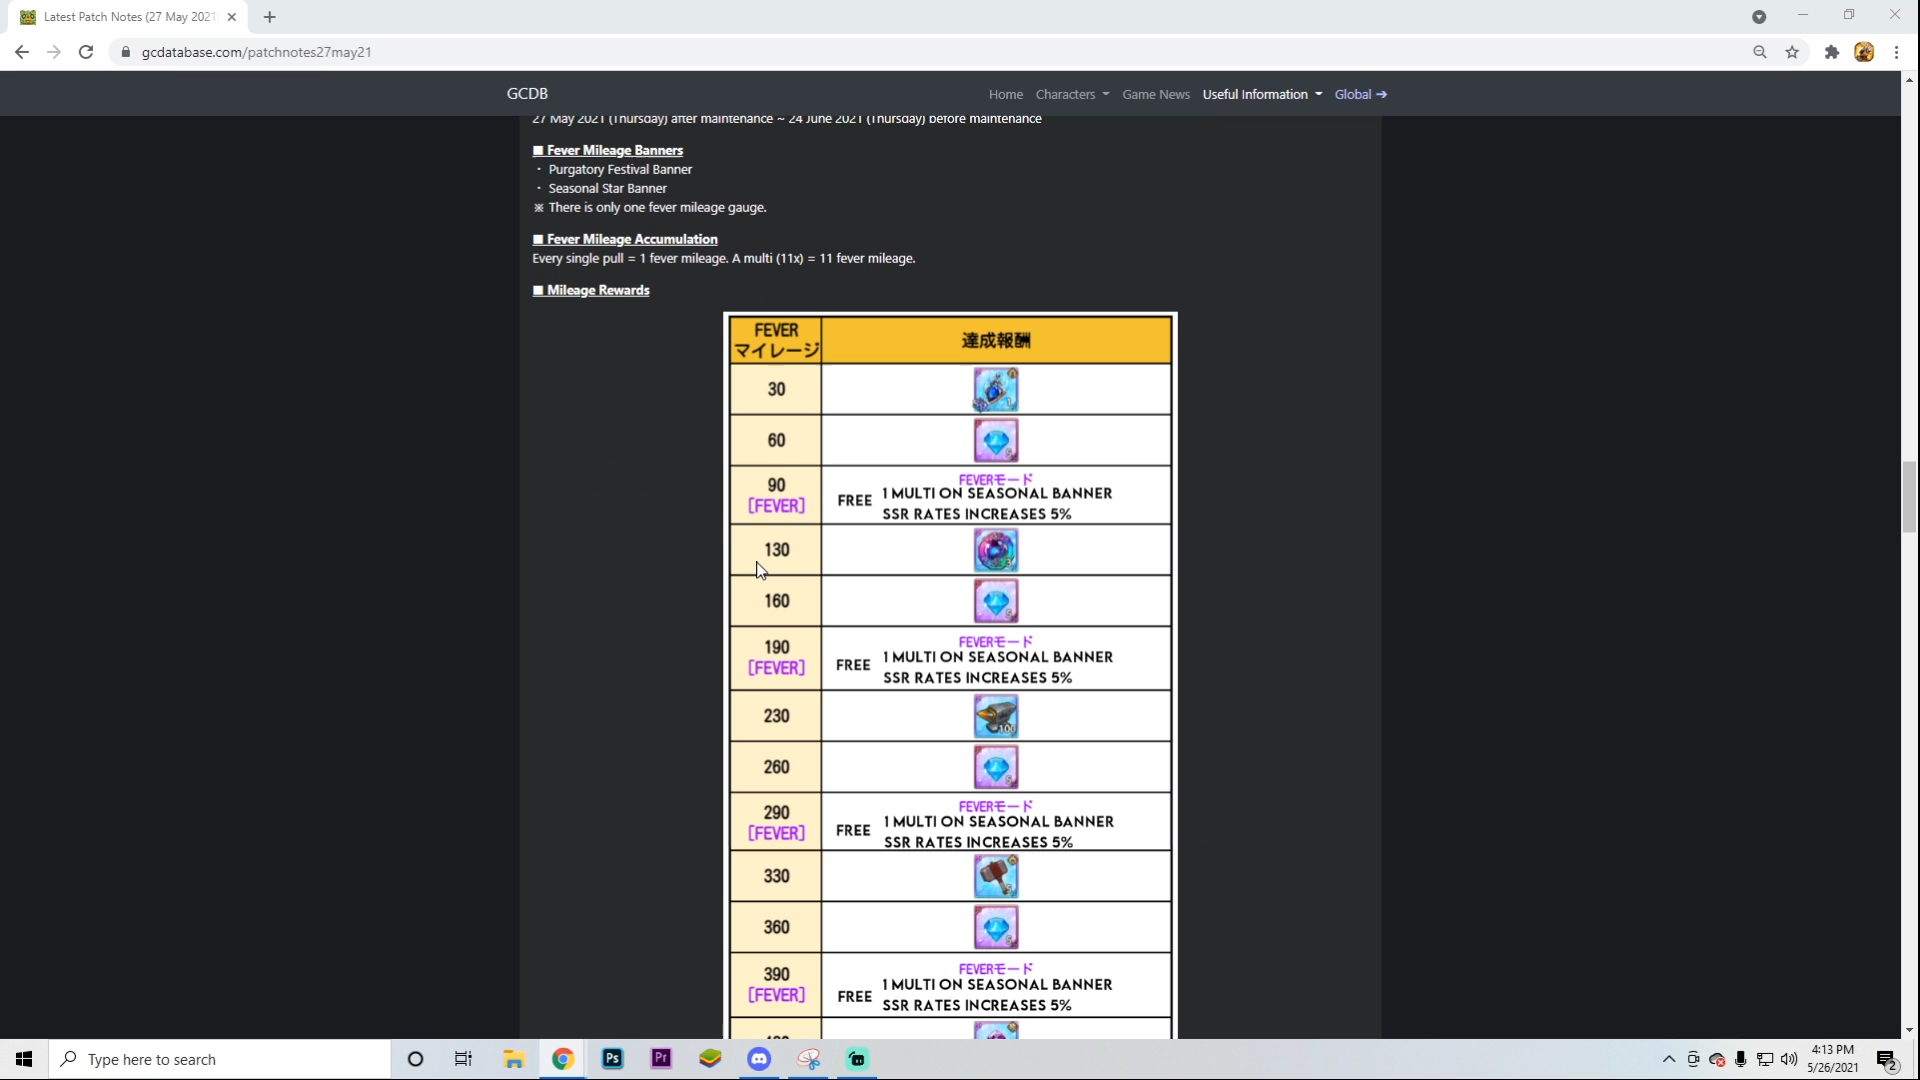 Latest Patch Notes (27 May 2021
gcdatabase.com/patchnotes27may21
GCDB
Home
Characters
Game News
Useful Information
Global ➔
27 May 2021 (Thursday) after maintenance ~ 24 June 2021 (Thursday) before maintenance
■ Fever Mileage Banners
・ Purgatory Festival Banner
・ Seasonal Star Banner
※ There is only one fever mileage gauge.
■ Fever Mileage Accumulation
Every single pull = 1 fever mileage. A multi (11x) = 11 fever mileage.
■ Mileage Rewards
FEVER
マイレージ
達成報酬
30
60
90
[FEVER]
FEVERモード
FREE 1 MULTI ON SEASONAL BANNER
SSR RATES INCREASES 5%
130
160
190
[FEVER]
FEVERモード
FREE 1 MULTI ON SEASONAL BANNER
SSR RATES INCREASES 5%
230
100
260
290
[FEVER]
FEVERモード
FREE 1 MULTI ON SEASONAL BANNER
SSR RATES INCREASES 5%
330
360
390
[FEVER]
FEVERモード
FREE 1 MULTI ON SEASONAL BANNER
SSR RATES INCREASES 5%
Type here to search
Ps
Pr
4:13 PM
5/26/2021
2